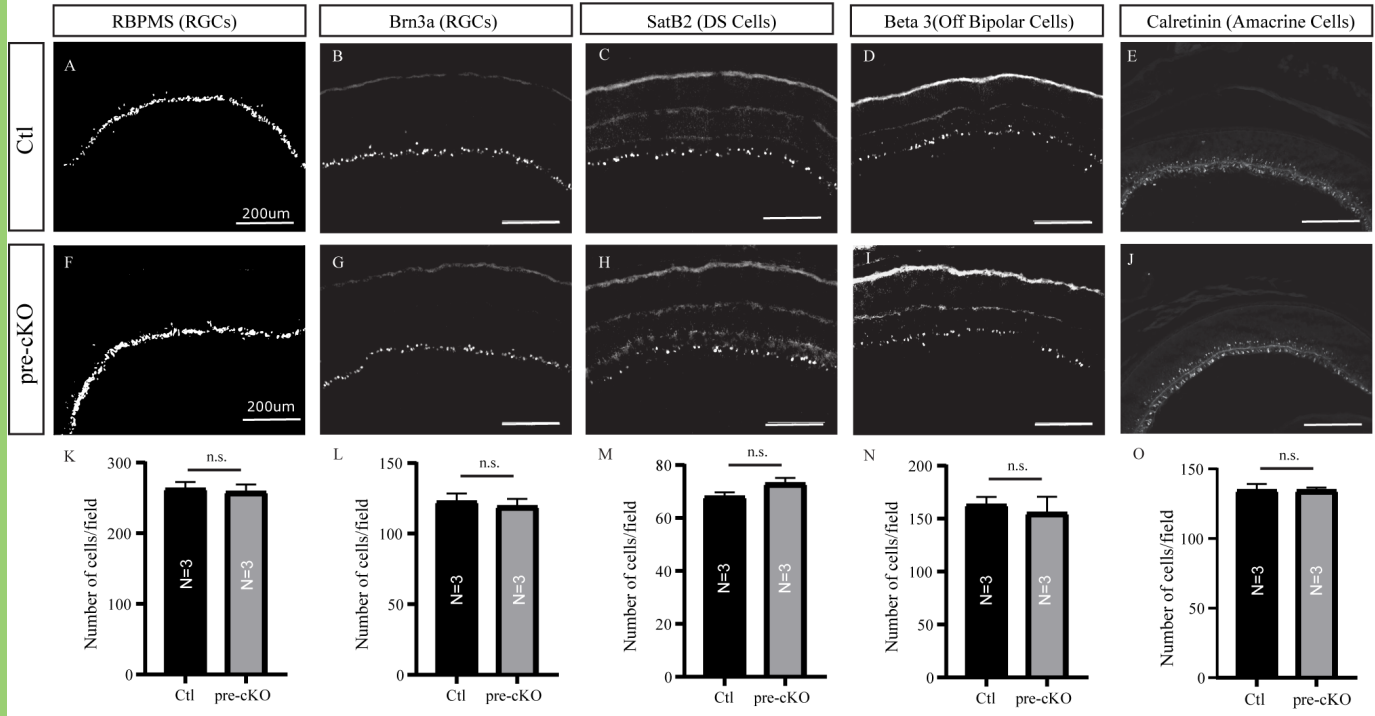 RBPMS (RGCs)
Brn3a (RGCs)
SatB2 (DS Cells)
Beta 3(Off Bipolar Cells)
Calretinin (Amacrine Cells)
Ctl
A
200um
B
C
D
E
pre-cKO
F
200um
G
H
I
J
K
n.s.
Number of cells/field
300
200
100
0
N=3
N=3
Ctl
pre-cKO
L
n.s.
Number of cells/field
150
100
50
0
N=3
N=3
Ctl
pre-cKO
M
n.s.
Number of cells/field
80
60
40
20
0
N=3
N=3
Ctl
pre-cKO
N
n.s.
Number of cells/field
200
150
100
50
0
N=3
N=3
Ctl
pre-cKO
O
n.s.
Number of cells/field
150
100
50
0
N=3
N=3
Ctl
pre-cKO